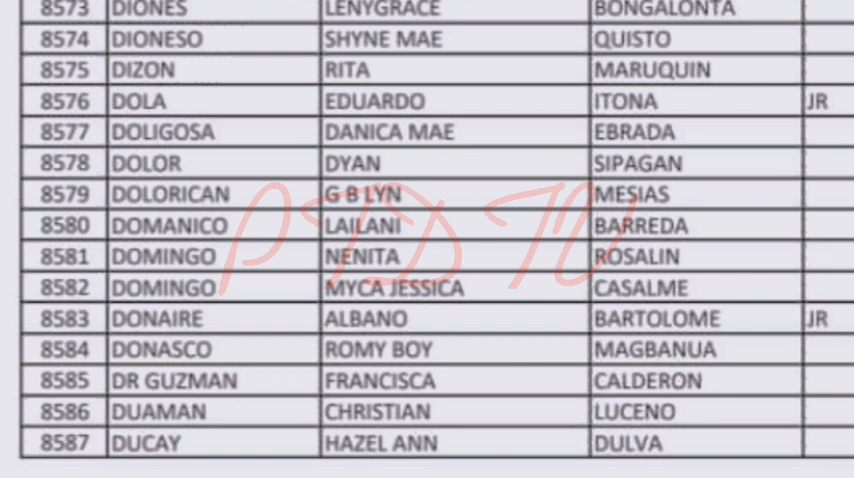 8573 DIONES LENYGRACE BONGALONTA
8574 DIONESO SHYNE MAE QUISTO
8575 DIZON RITA MARUQUIN
8576 DOLA EDUARDO ITONA JR
8577 DOLIGOSA DANICA MAE EBRADA
8578 DOLOR DYAN SIPAGAN
8579 DOLORICAN G B LYN MESIAS
8580 DOMANICO LAILANI BARREDA
8581 DOMINGO NENITA ROSALIN
8582 DOMINGO MYCA JESSICA CASALME
8583 DONAIRE ALBANO BARTOLOME JR
8584 DONASCO ROMY BOY MAGBANUA
8585 DR GUZMAN FRANCISCA CALDERON
8586 DUAMAN CHRISTIAN LUCENO
8587 DUCAY HAZEL ANN DULVA